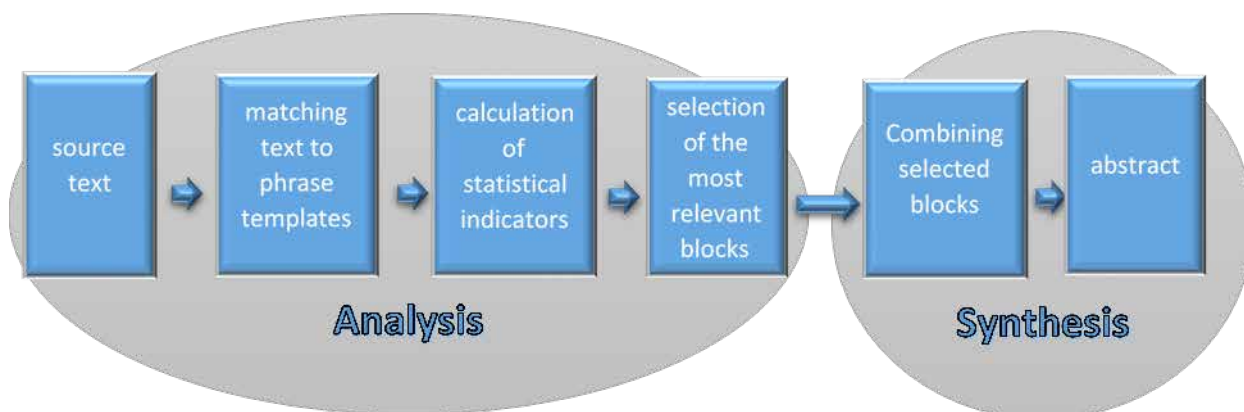 source
text
matching
text to
phrase
templates
calculation
of
statistical
indicators
selection
of the
most
relevant
blocks
Combining
selected
blocks
abstract
Analysis
Synthesis